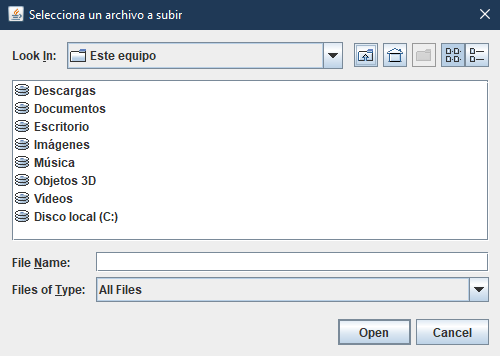 Selecciona un archivo a subir
Look In: Este equipo
Descargas
Documentos
Escritorio
Imágenes
Música
Objetos 3D
Vídeos
Disco local (C:)
File Name:
Files of Type: All Files
Open Cancel